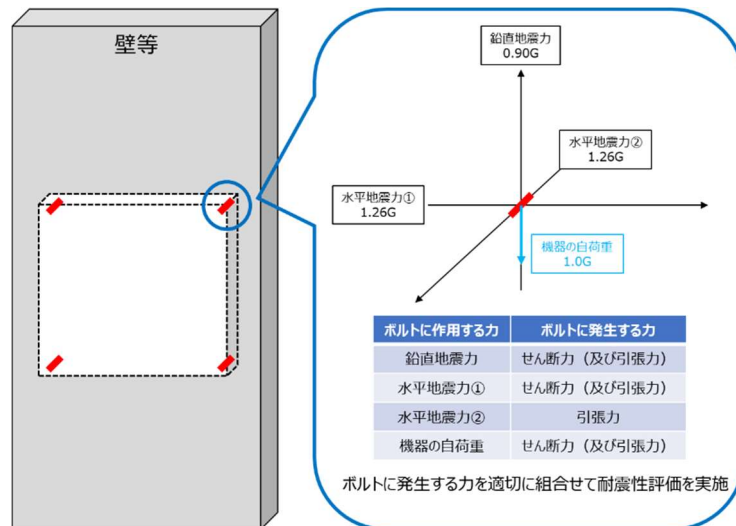 壁等
鉛直地震力
0.90G
水平地震力②
1.26G
水平地震力①
1.26G
機器の自荷重
1.0G
ボルトに作用する力 ボルトに発生する力
鉛直地震力 せん断力（及び引張力）
水平地震力① せん断力（及び引張力）
水平地震力② 引張力
機器の自荷重 せん断力（及び引張力）
ボルトに発生する力を適切に組合せて耐震性評価を実施